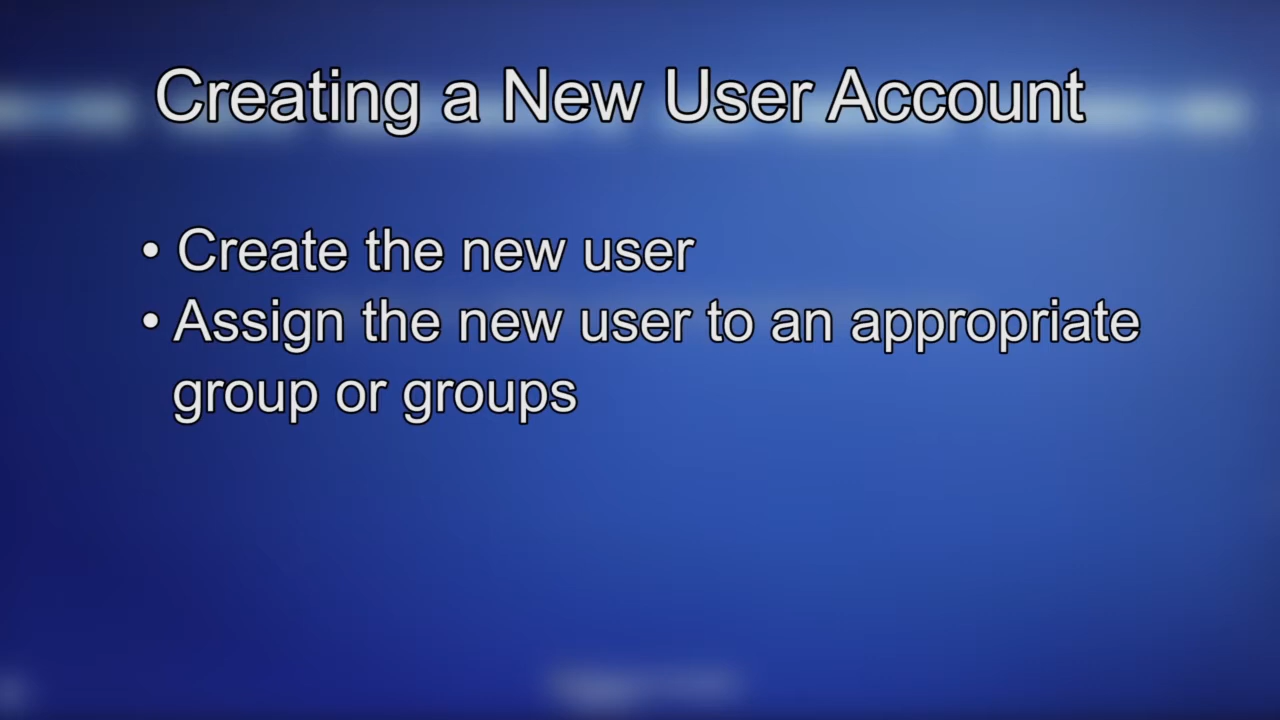 Creating a New User Account
• Create the new user
• Assign the new user to an appropriate
group or groups